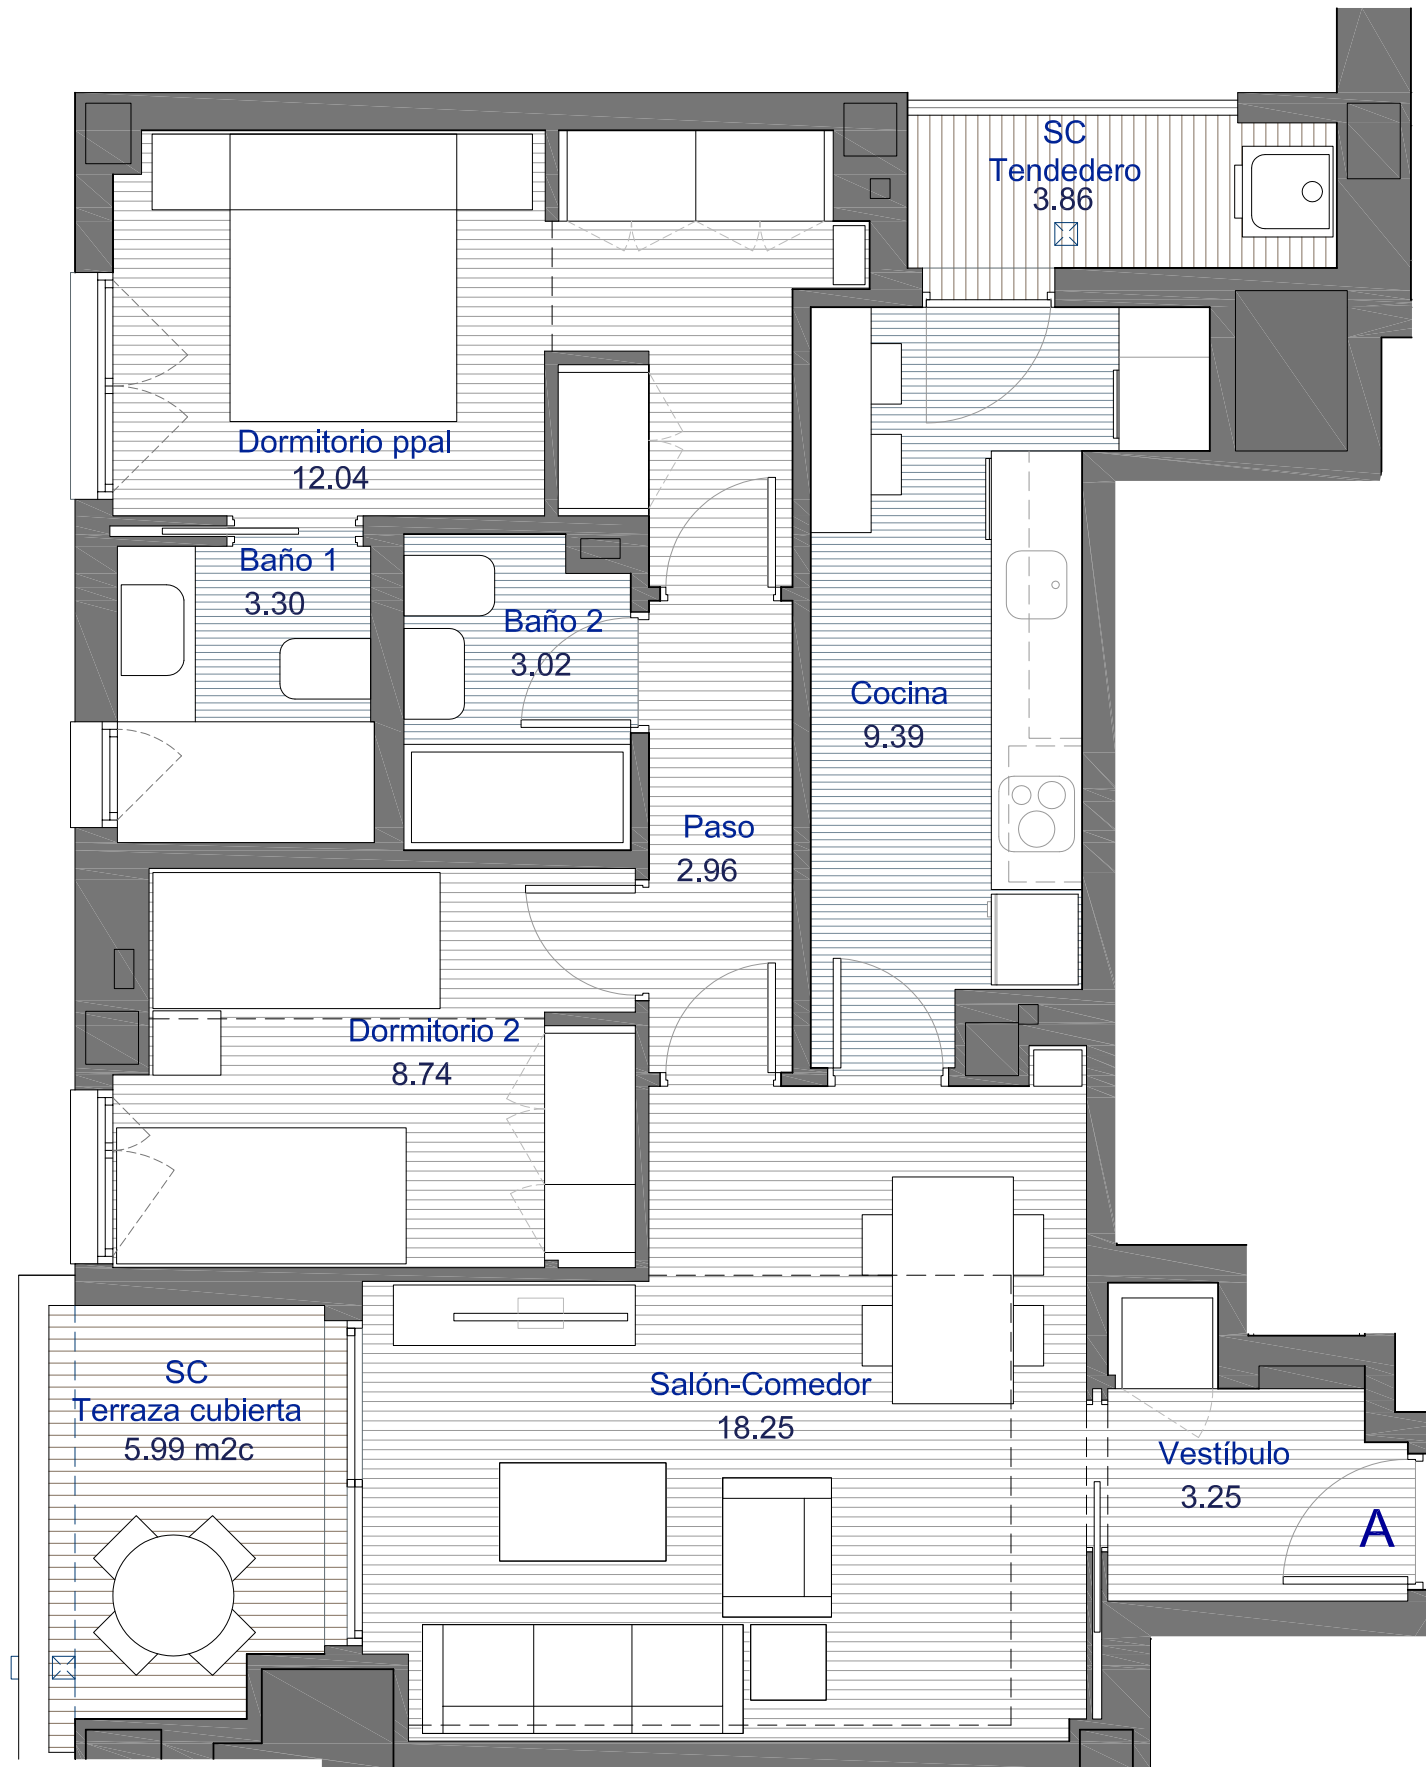 SC
Tendedero
3.86
Dormitorio ppal
12.04
Baño 1
3.30
Baño 2
3.02
Cocina
9.39
Paso
2.96
Dormitorio 2
8.74
SC
Terraza cubierta
5.99 m2c
Salón-Comedor
18.25
Vestíbulo
3.25
A